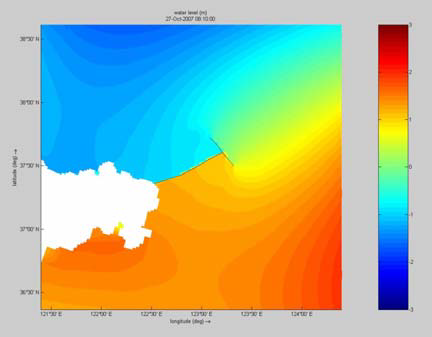 water level (m)
27-Oct-2007 08:10:00
38°30' N
38°00' N
37°30' N
37°00' N
36°30' N
latitude (deg) →
121°30' E
122°00' E
122°30' E
123°00' E
123°30' E
124°00' E
longitude (deg) →
3
2
1
0
-1
-2
-3